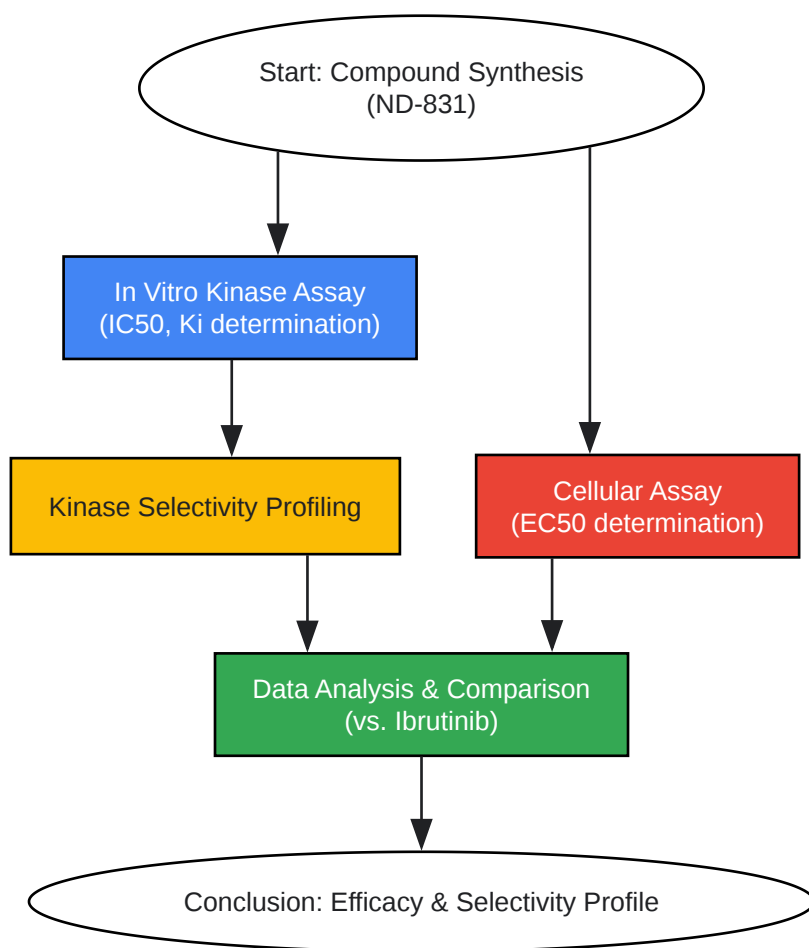 Start: Compound Synthesis
(ND-831)
In Vitro Kinase Assay
(IC50, Ki determination)
Kinase Selectivity Profiling
Cellular Assay
(EC50 determination)
Data Analysis & Comparison
(vs. Ibrutinib)
Conclusion: Efficacy & Selectivity Profile